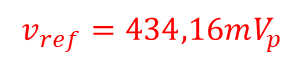 v_ref = 434,16mV_p